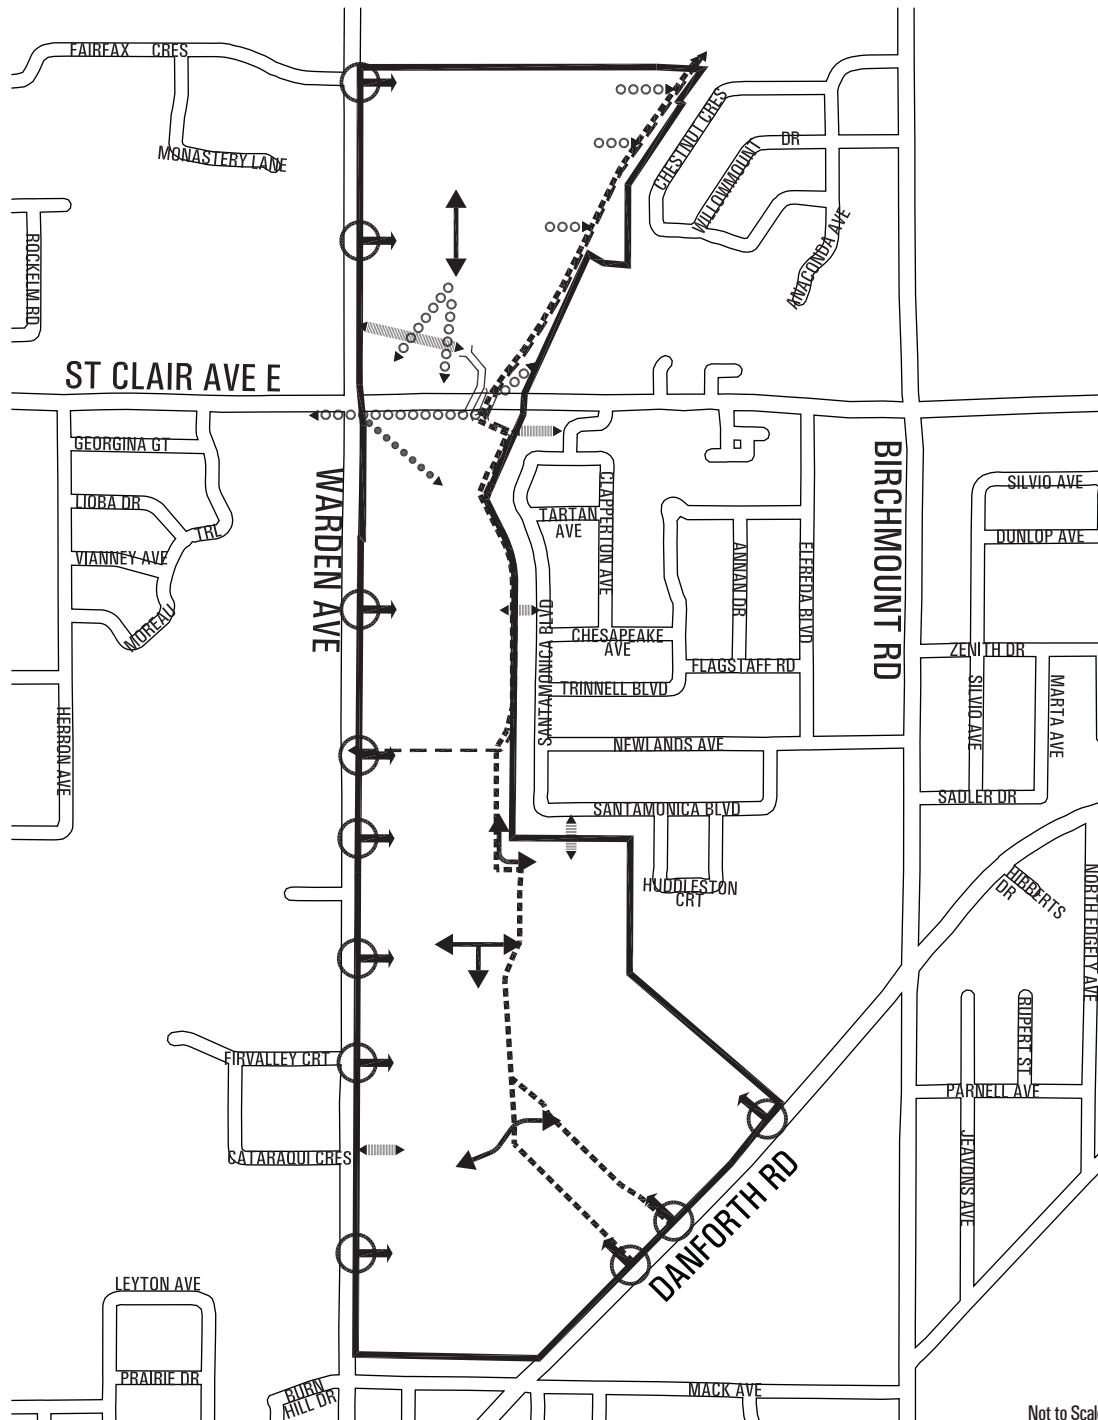 FAIRFAX CRES
MONASTERY LANE
CHESTNUT CRES
WILLOWMOUNT
DR
ANACONDA AVE
ROCKELM RD
ST CLAIR AVE E
GEORGINA GT
LIOBA DR
TRL
VIANNEY AVE
MOREAU
WARDEN AVE
CLAPPERTON AVE
TARTAN
AVE
ANNAN DR
ELFREDA BLVD
BIRCHMOUNT RD
SILVIO AVE
DUNLOP AVE
SANTAMONICA BLVD
CHESAPEAKE
AVE
FLAGSTAFF RD
TRINNELL BLVD
ZENITH DR
SILVIO AVE
MARTA AVE
HERRON AVE
NEWLANDS AVE
SANTAMONICA BLVD
SADLER DR
HUDDLESTON
CRT
HIBBERTS
DR
NORTH EDGELY AVE
RUPERT ST
FIRVALLEY CRT
PARNELL AVE
CATARAQUI CRES
JEAVONS AVE
DANFORTH RD
LEYTON AVE
PRAIRIE DR
BURN
HILL DR
MACK AVE
Not to Scale